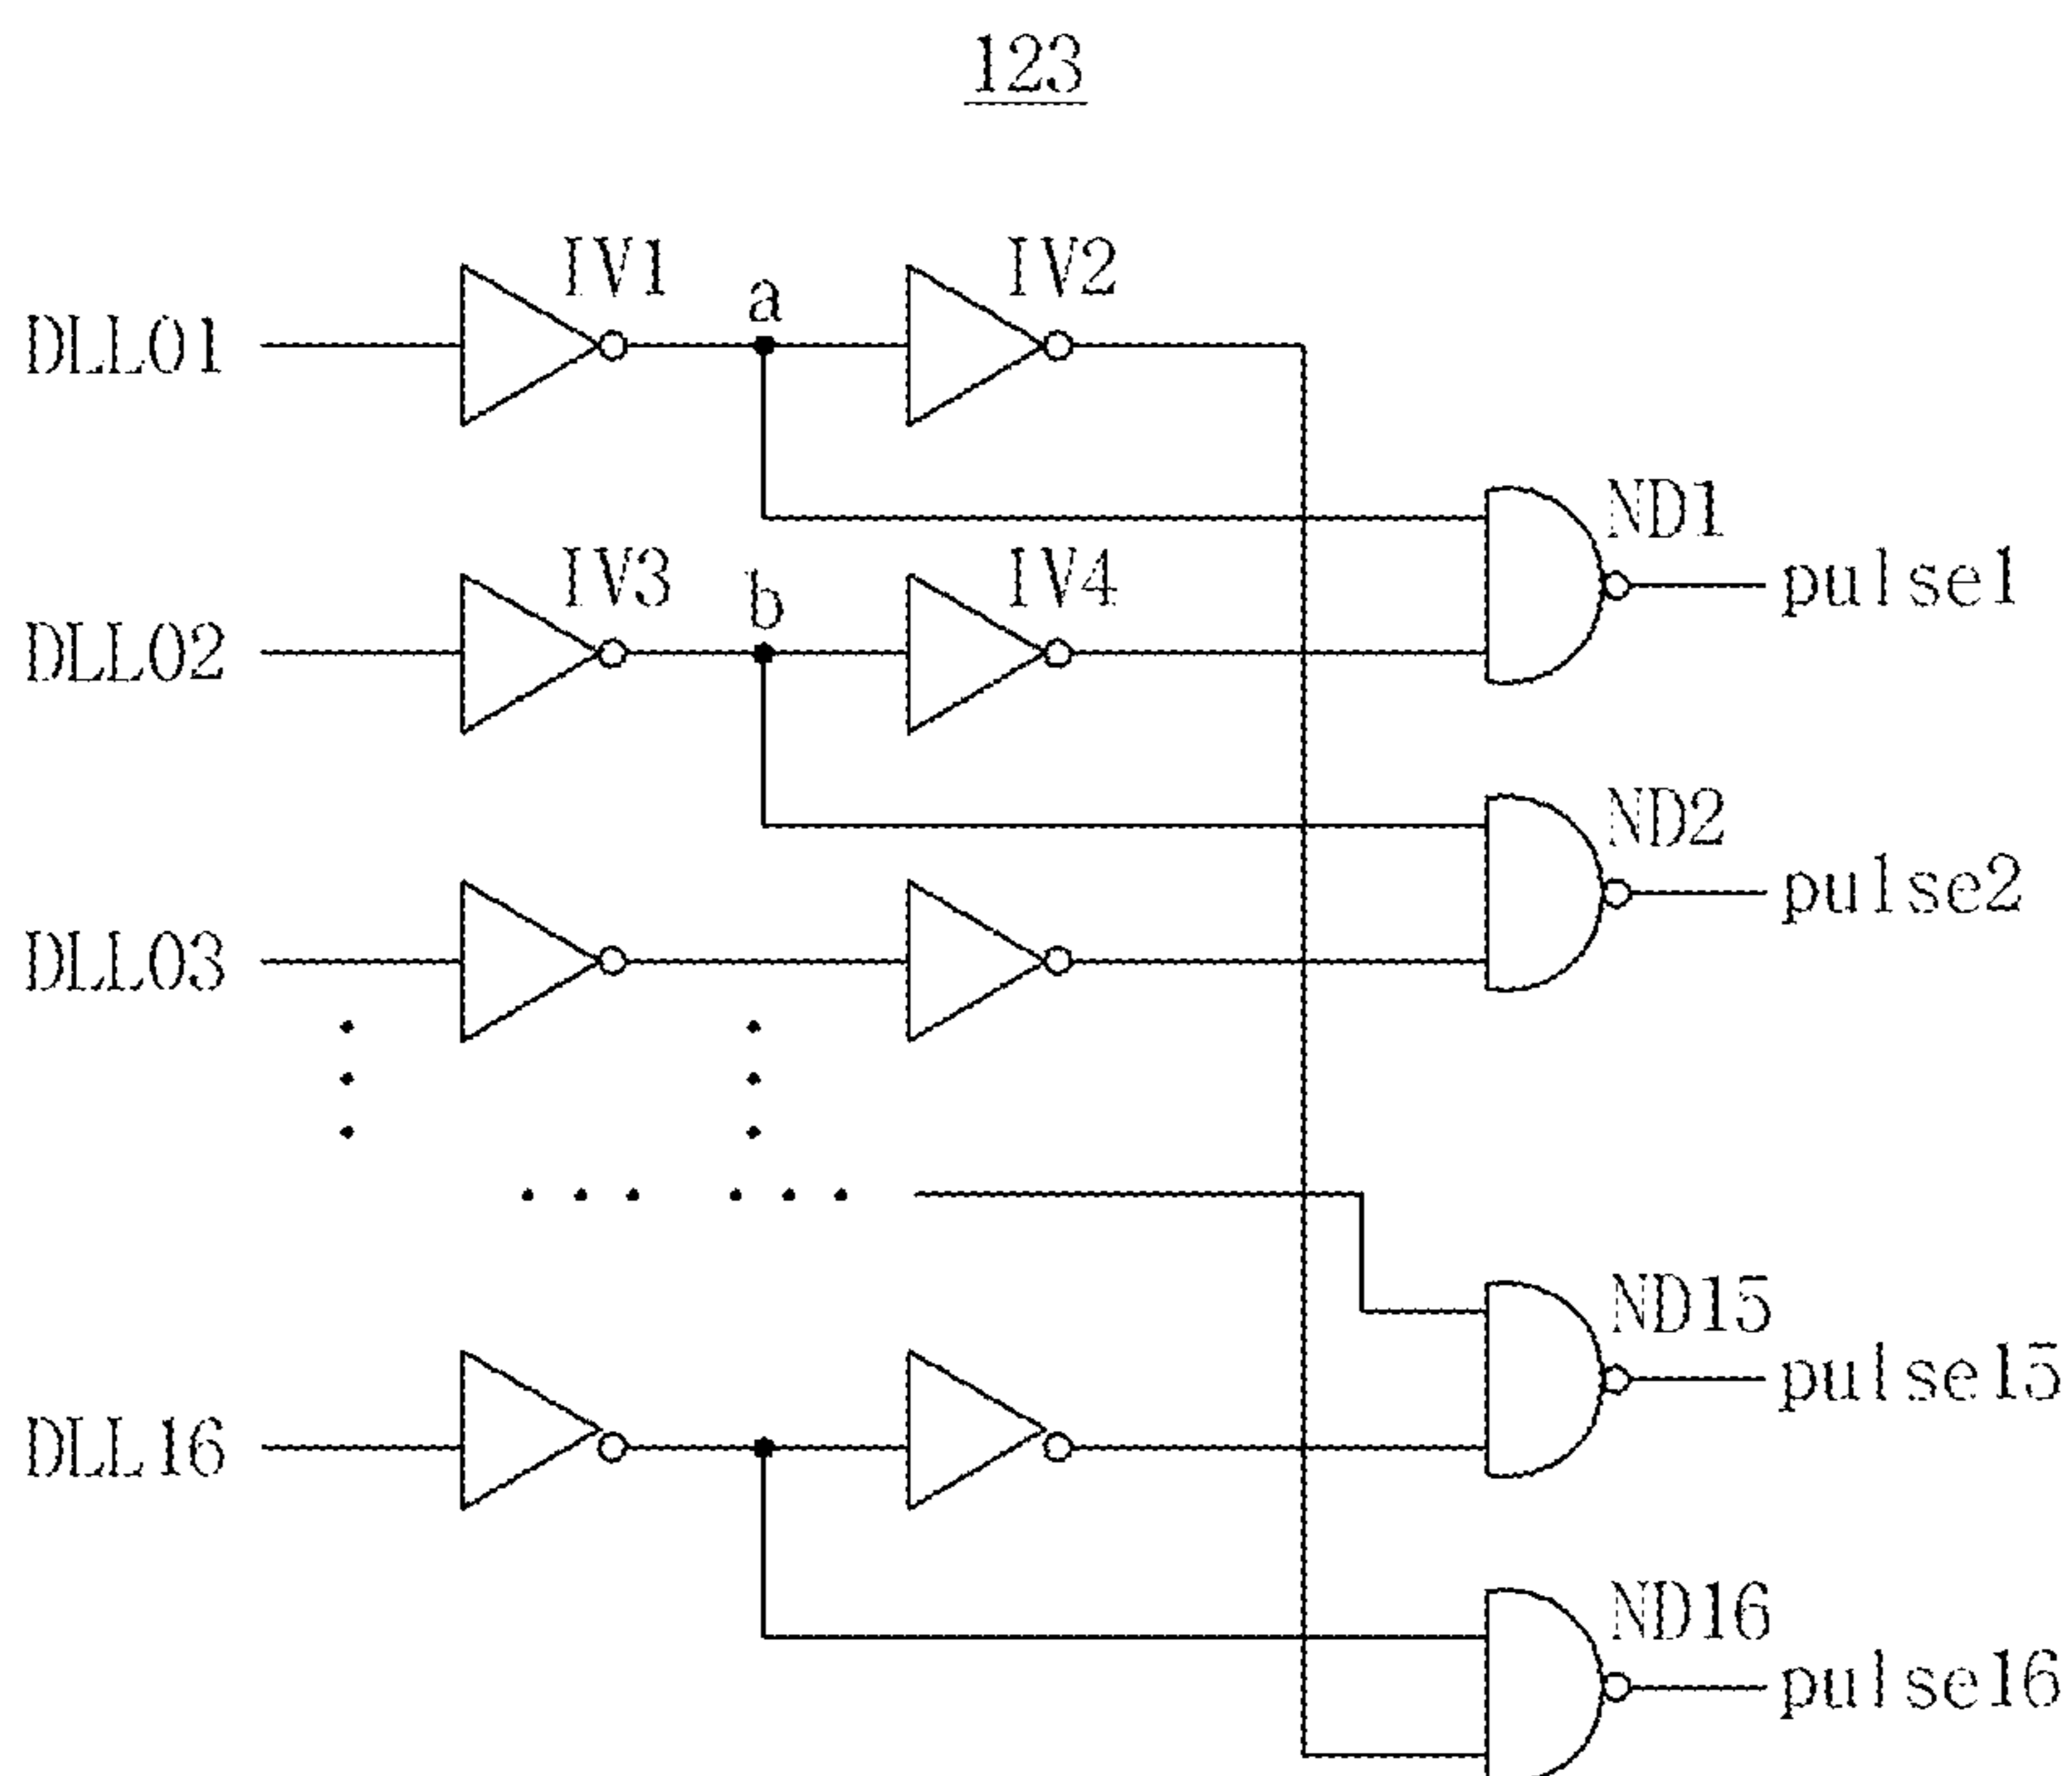 123
IV1
a
IV2
DLL01
ND1
pulse1
IV3
b
IV4
DLL02
ND2
pulse2
DLL03
ND15
pulse15
DLL16
ND16
pulse16